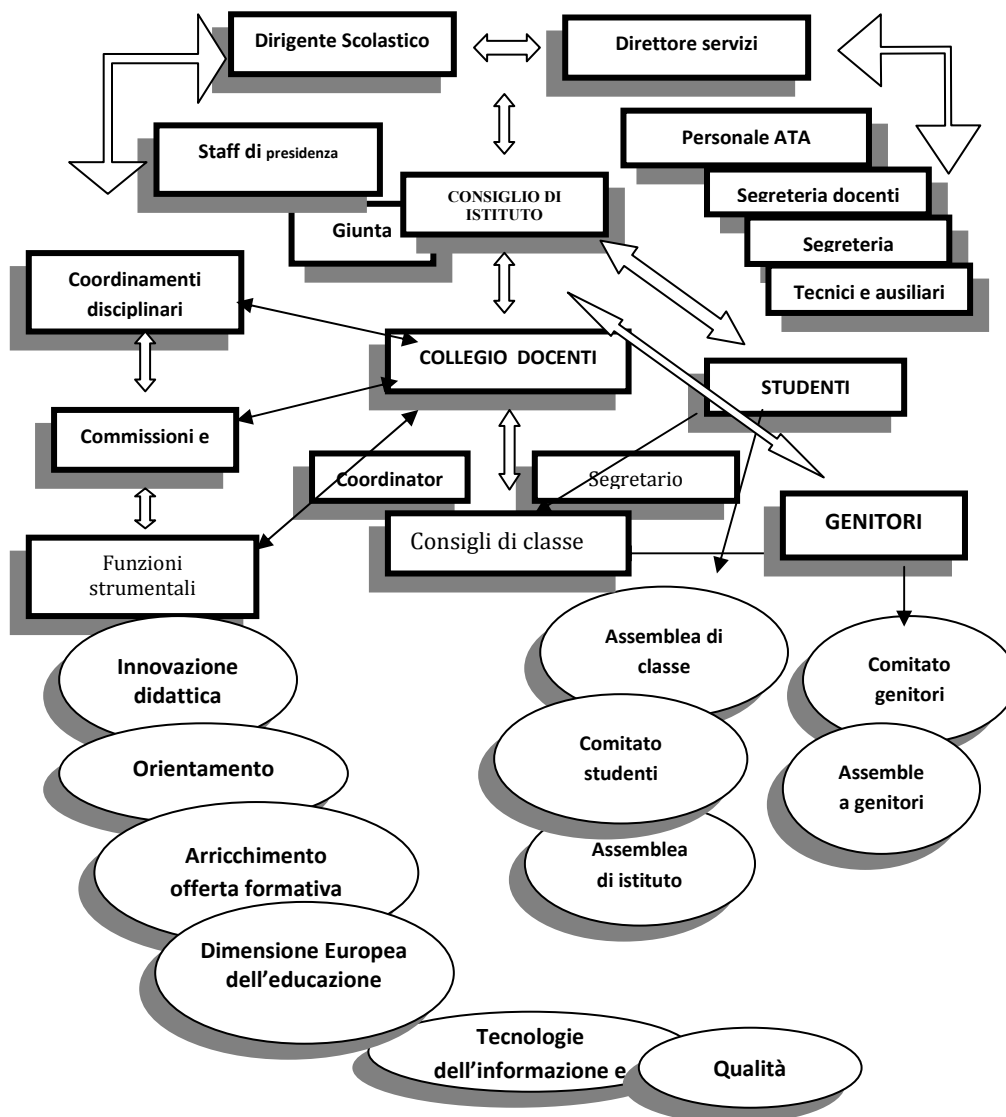 Dirigente Scolastico
Direttore servizi
Staff di presidenza
Personale ATA
Segreteria docenti
CONSIGLIO DI
ISTITUTO
Giunta
Segreteria
Tecnici e ausiliari
Coordinamenti
disciplinari
COLLEGIO DOCENTI
STUDENTI
Commissioni e
Coordinator
Segretario
GENITORI
Consigli di classe
Funzioni
strumentali
Innovazione
didattica
Assemblea di
classe
Comitato
genitori
Orientamento
Comitato
studenti
Assemble
a genitori
Arricchimento
offerta formativa
Assemblea
di istituto
Dimensione Europea
dell’educazione
Tecnologie
dell’informazione e
Qualità